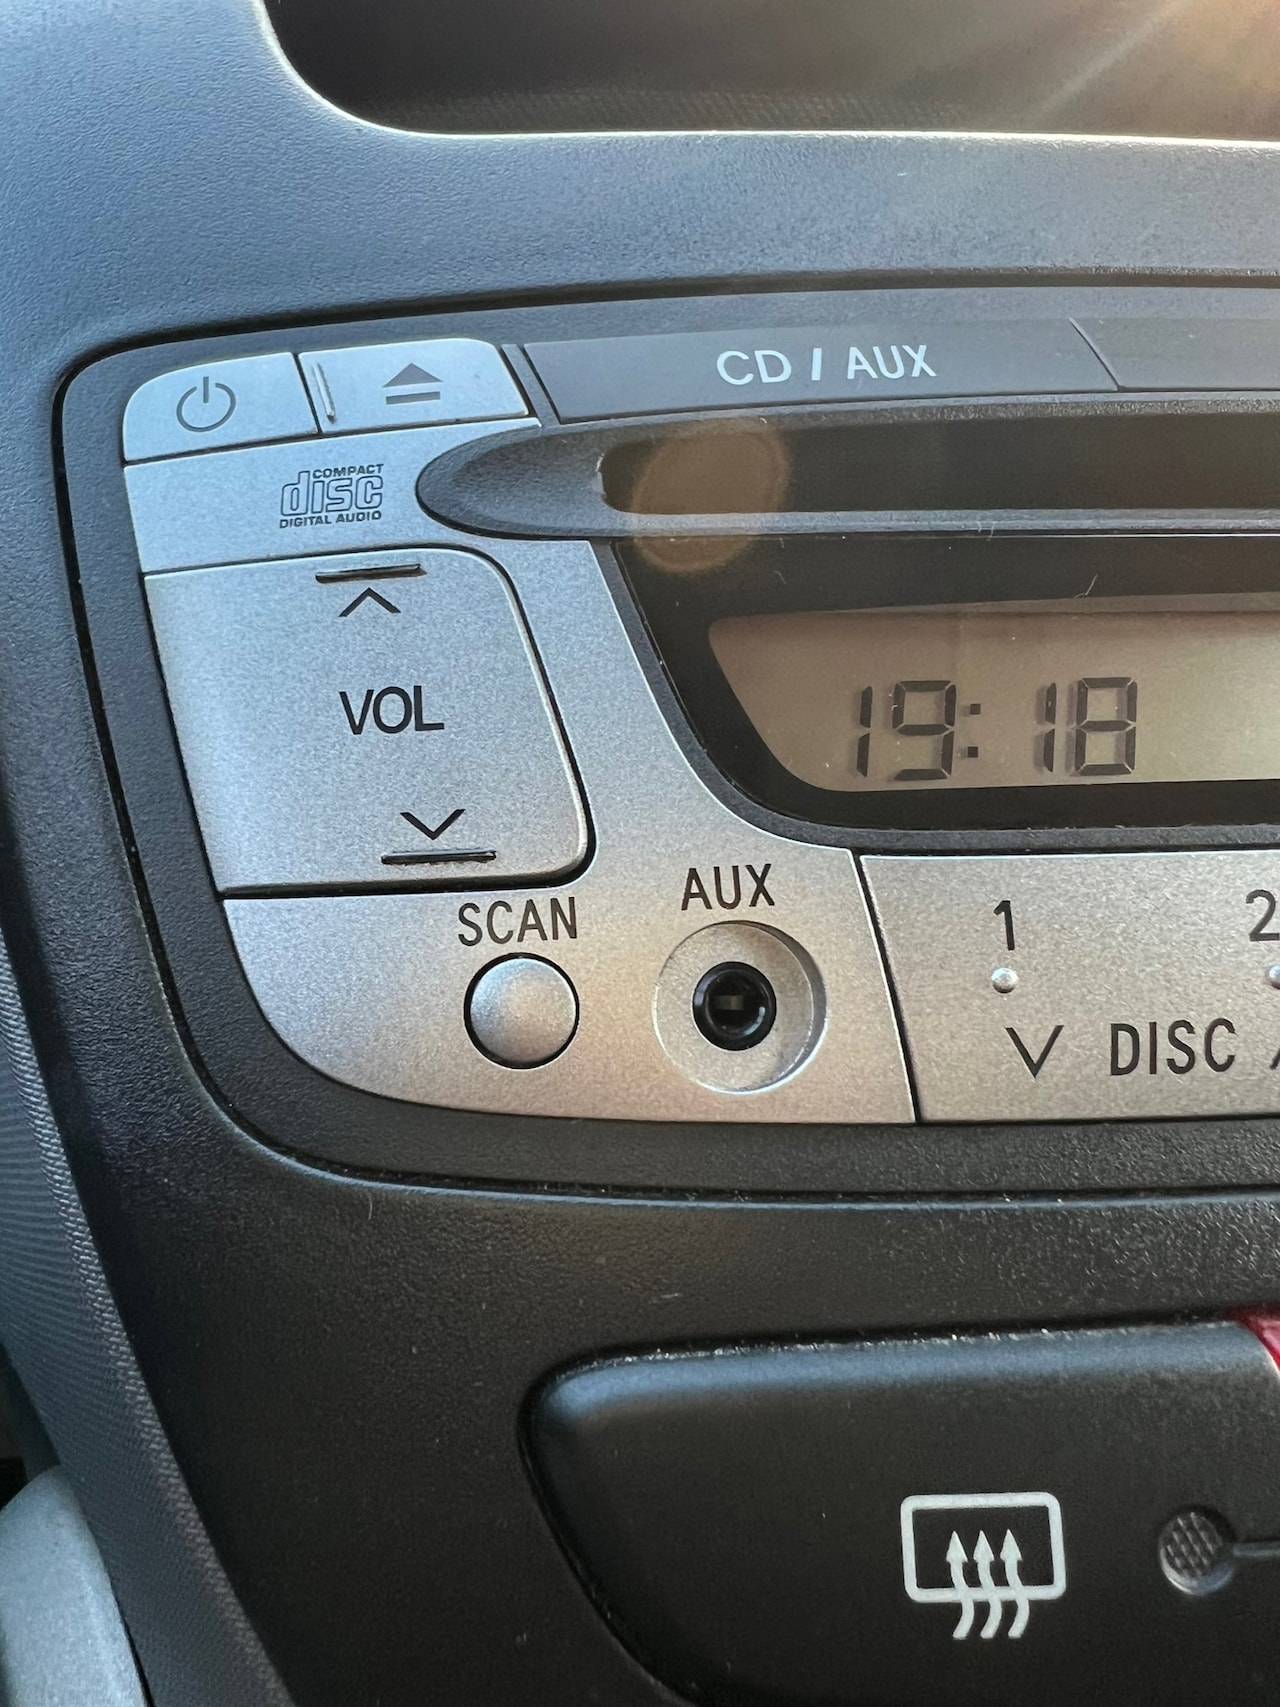 CD / AUX
COMPACT
disc
DIGITAL AUDIO
VOL
19:18
SCAN
AUX
1
2
DISC